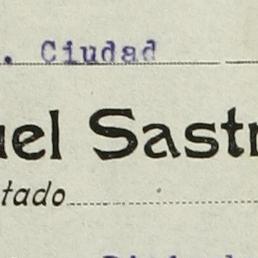 . Ciudad
uel Sastr
tado